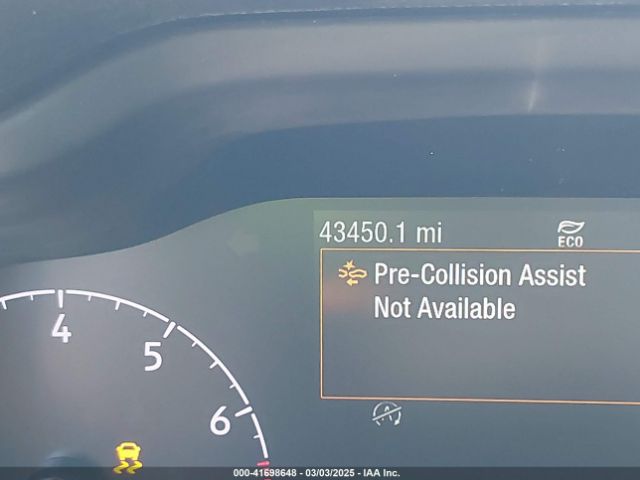 43450.1 mi
ECO
Pre-Collision Assist
Not Available
4
5
6
000-41698648 - 03/03/2025 - IAA Inc.